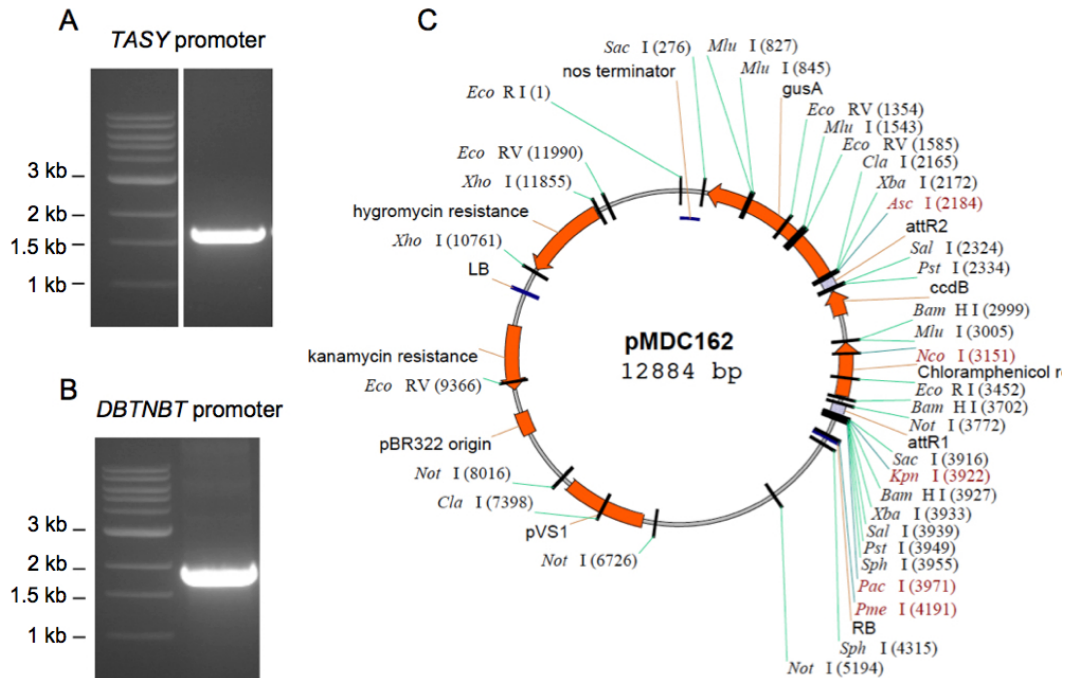 A
TASY promoter
3 kb
2 kb
1.5 kb
1 kb
B
DBTNBT promoter
3 kb
2 kb
1.5 kb
1 kb
C
pMDC162
12884 bp
Eco R I (1)
nos terminator
Sac I (276)
Mlu I (827)
Mlu I (845)
gusA
Eco RV (1354)
Mlu I (1543)
Eco RV (1585)
Cla I (2165)
Xba I (2172)
Asc I (2184)
attR2
Sal I (2324)
Pst I (2334)
ccdB
Bam H I (2999)
Mlu I (3005)
Nco I (3151)
Chloramphenicol r
Eco R I (3452)
Bam H I (3702)
Not I (3772)
attR1
Sac I (3916)
Kpn I (3922)
Bam H I (3927)
Xba I (3933)
Sal I (3939)
Pst I (3949)
Sph I (3955)
Pac I (3971)
Pme I (4191)
RB
Sph I (4315)
Not I (5194)
Not I (6726)
pVS1
Cla I (7398)
Not I (8016)
pBR322 origin
Eco RV (9366)
kanamycin resistance
LB
Xho I (10761)
hygromycin resistance
Xho I (11855)
Eco RV (11990)